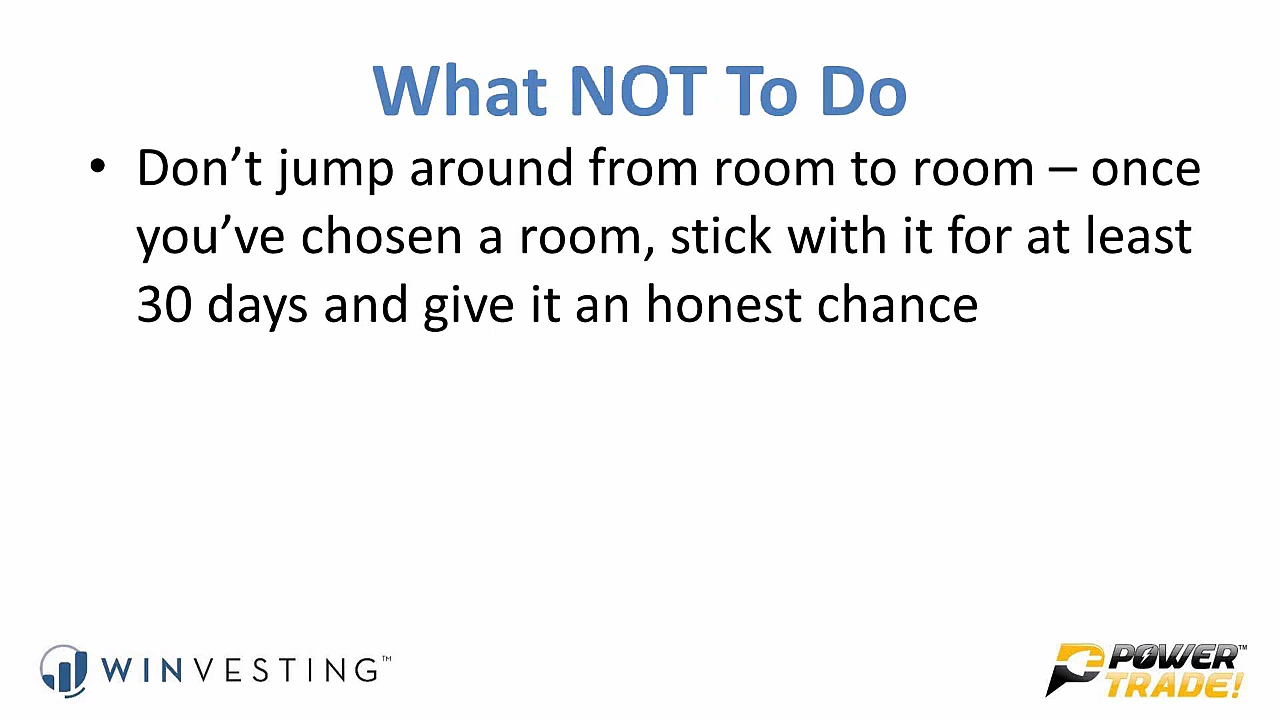 What NOT To Do
• Don’t jump around from room to room – once
you’ve chosen a room, stick with it for at least
30 days and give it an honest chance
WINVESTING™
POWER™
TRADE!